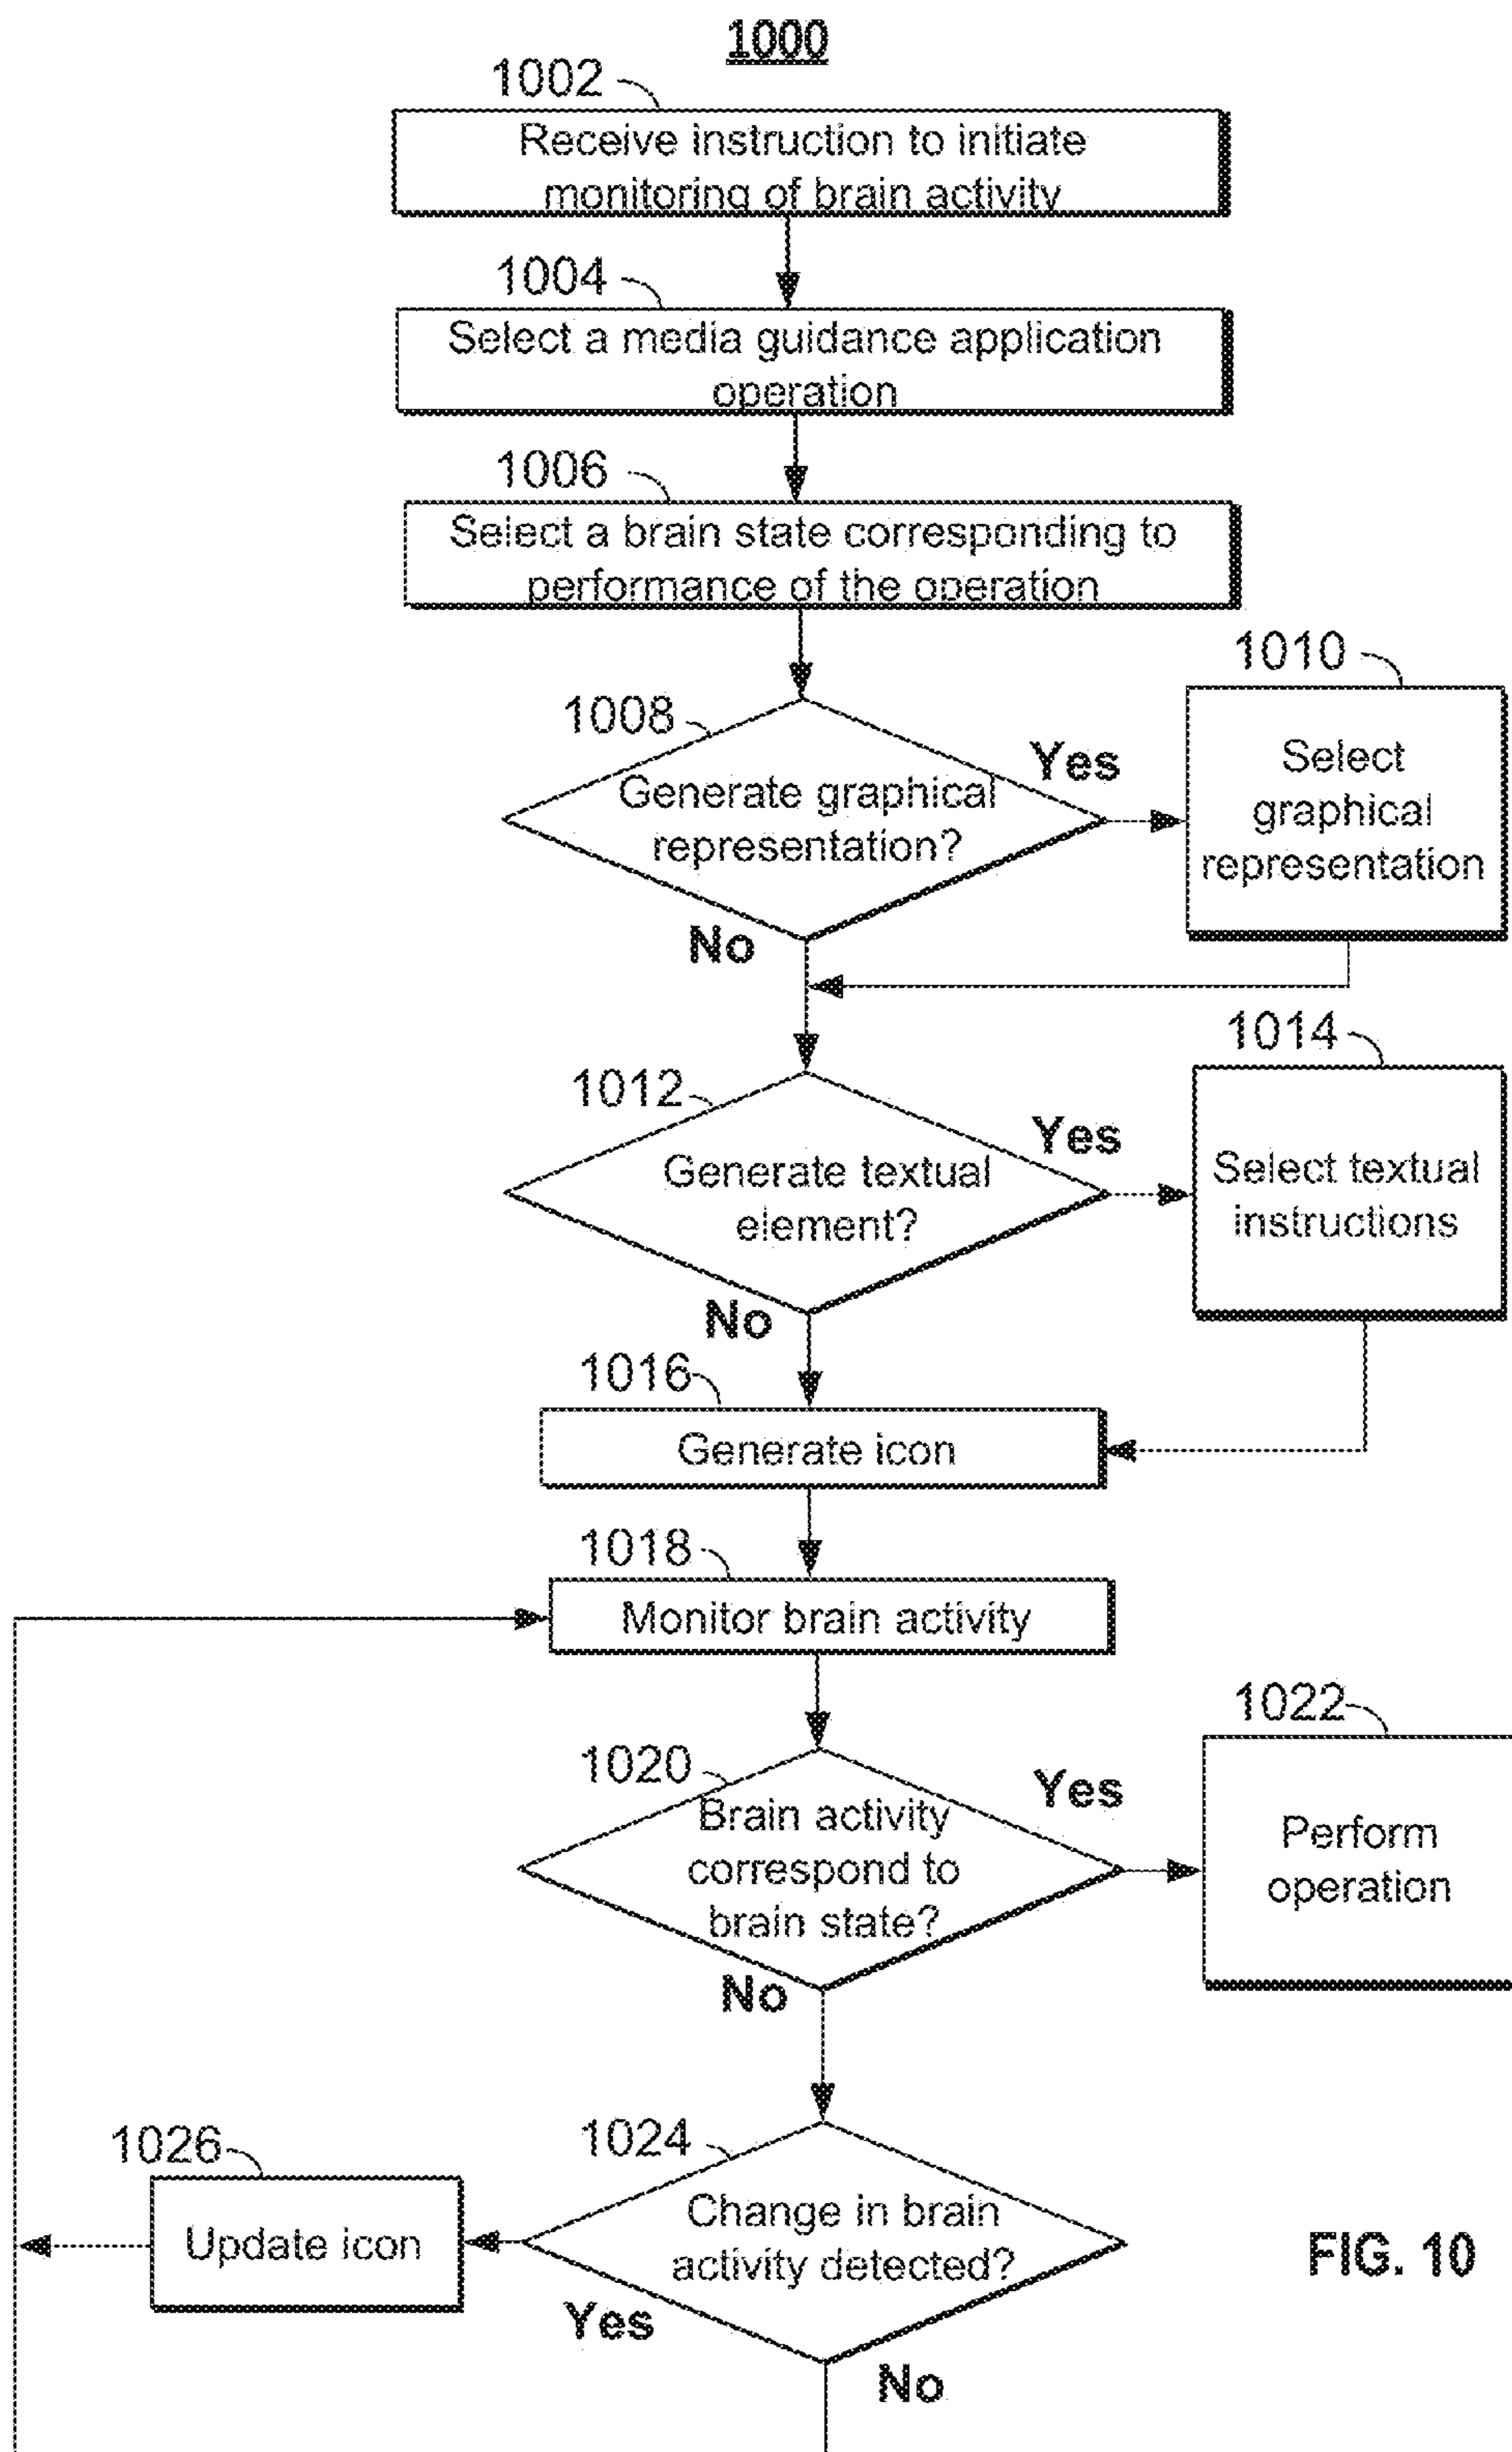 1000
1002
Receive instruction to initiate
monitoring of brain activity
1004
Select a media guidance application
operation
1006
Select a brain state corresponding to
performance of the operation
1008
Generate graphical
representation?
Yes
1010
Select
graphical
representation
No
1012
Generate textual
element?
Yes
1014
Select textual
instructions
No
1016
Generate icon
1018
Monitor brain activity
1020
Brain activity
correspond to
brain state?
Yes
1022
Perform
operation
No
1024
Change in brain
activity detected?
Yes
1026
Update icon
No
FIG. 10